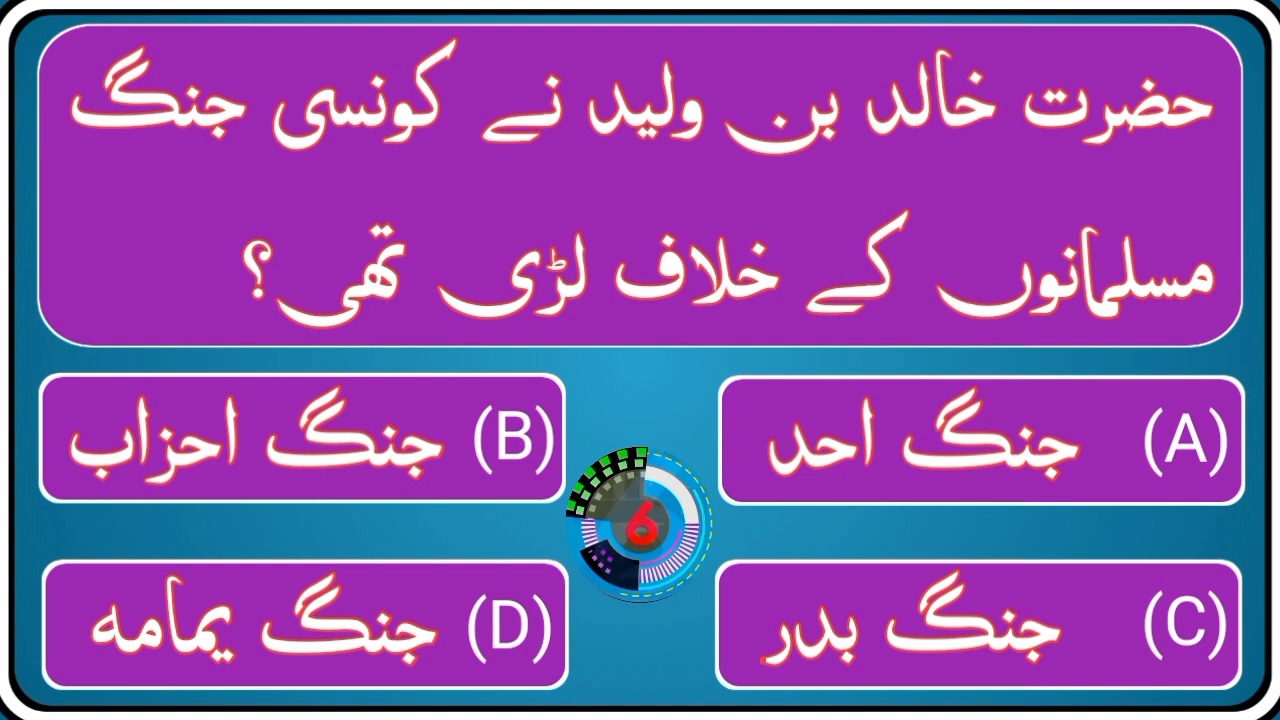 حضرت خالد بن ولید نے کونسی جنگ
مسلمانوں کے خلاف لڑی تھی؟
(A) جنگ احد
(B) جنگ احزاب
6
(C) جنگ بدر
(D) جنگ یمامہ